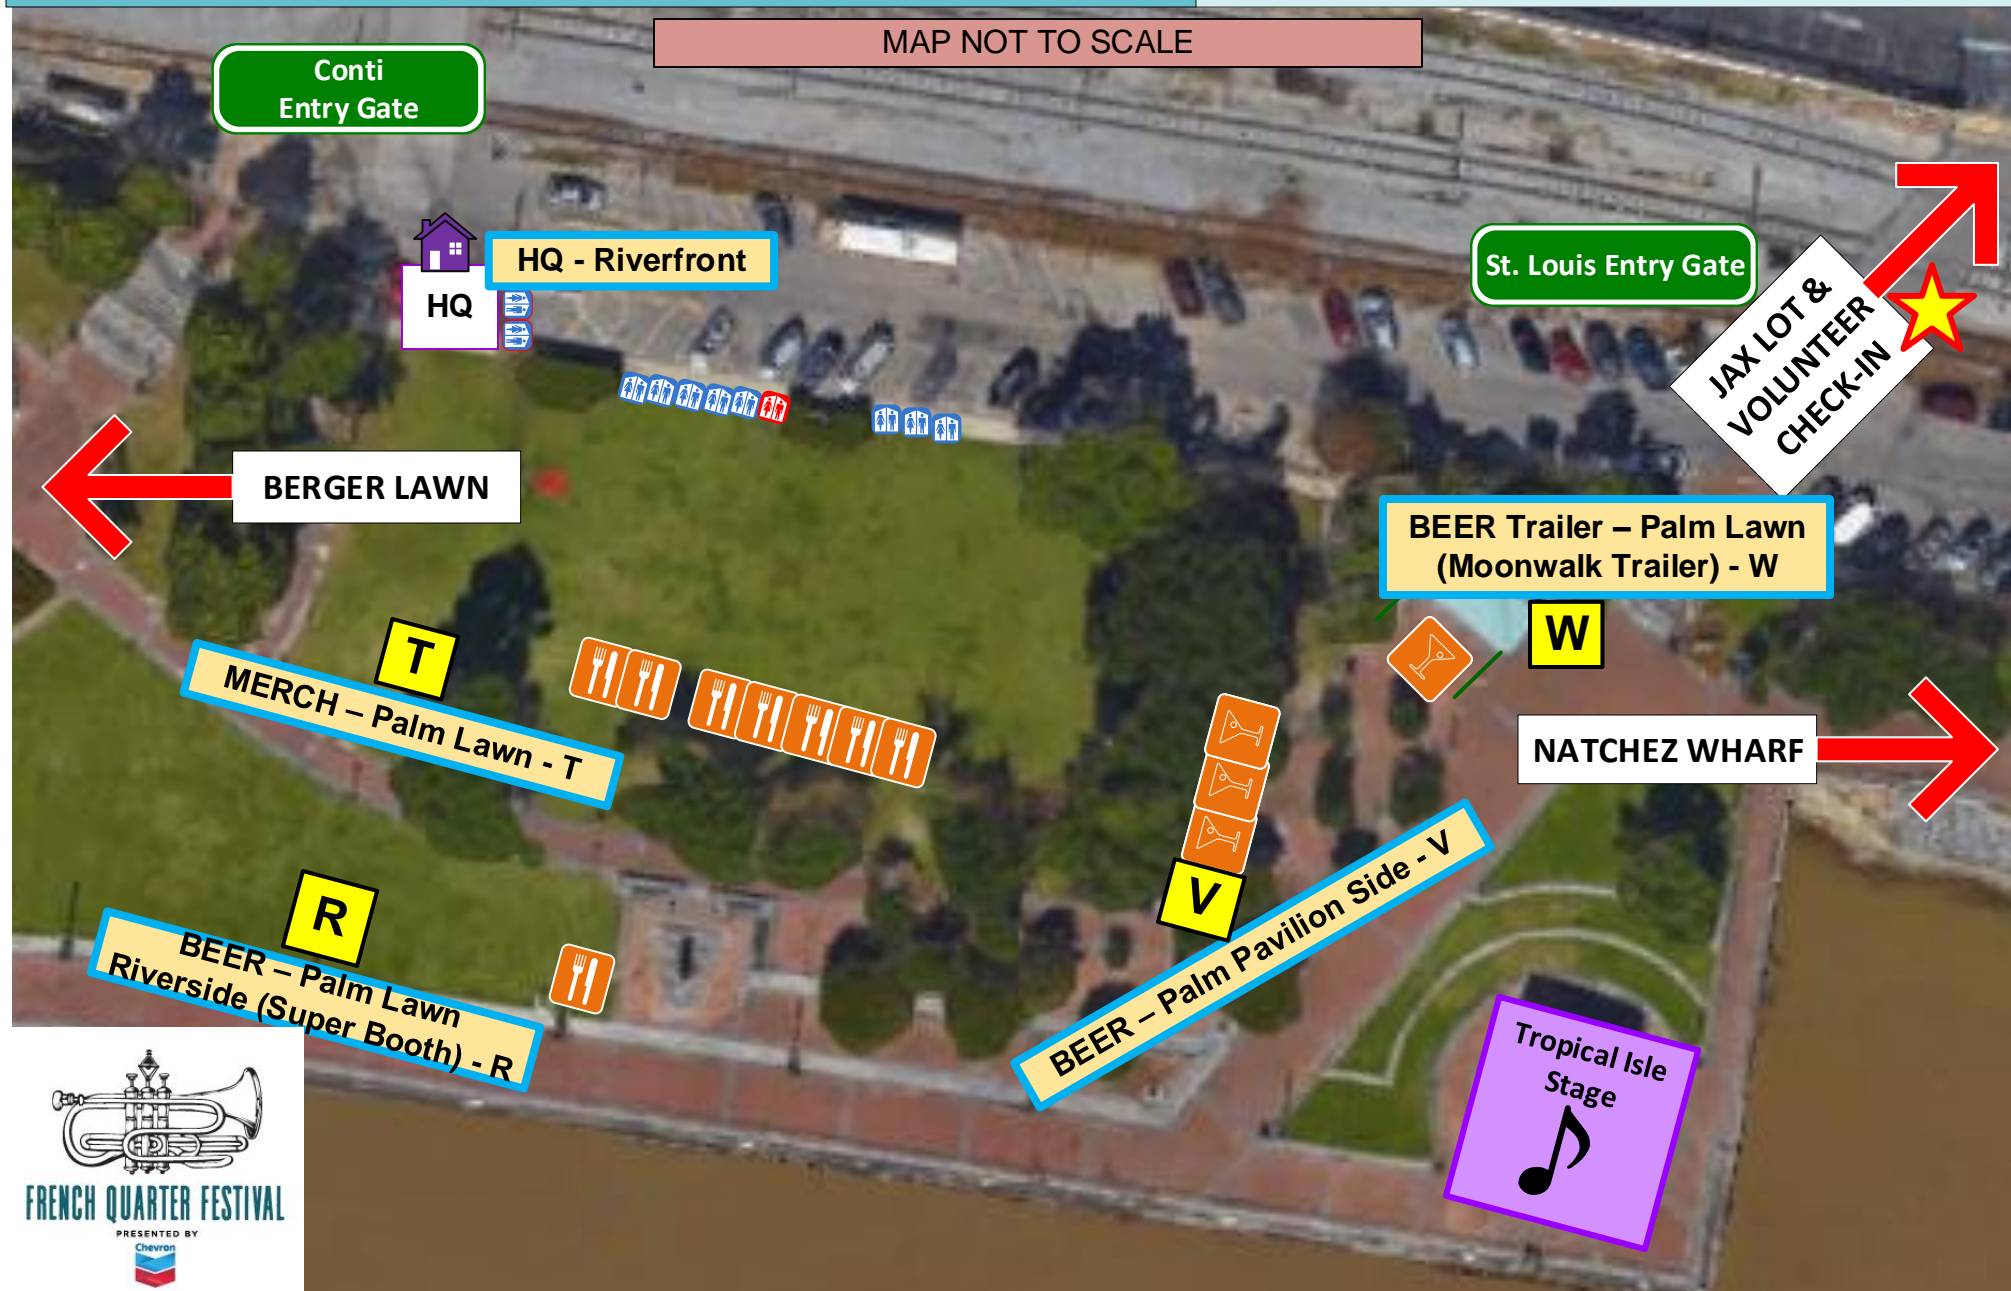 MAP NOT TO SCALE
Conti
Entry Gate
HQ - Riverfront
HQ
St. Louis Entry Gate
JAX LOT &
VOLUNTEER
CHECK-IN
BERGER LAWN
BEER Trailer – Palm Lawn
(Moonwalk Trailer) - W
W
T
MERCH – Palm Lawn - T
NATCHEZ WHARF
V
BEER – Palm Pavilion Side - V
R
BEER – Palm Lawn
Riverside (Super Booth) - R
Tropical Isle
Stage
FRENCH QUARTER FESTIVAL
PRESENTED BY
Chevron